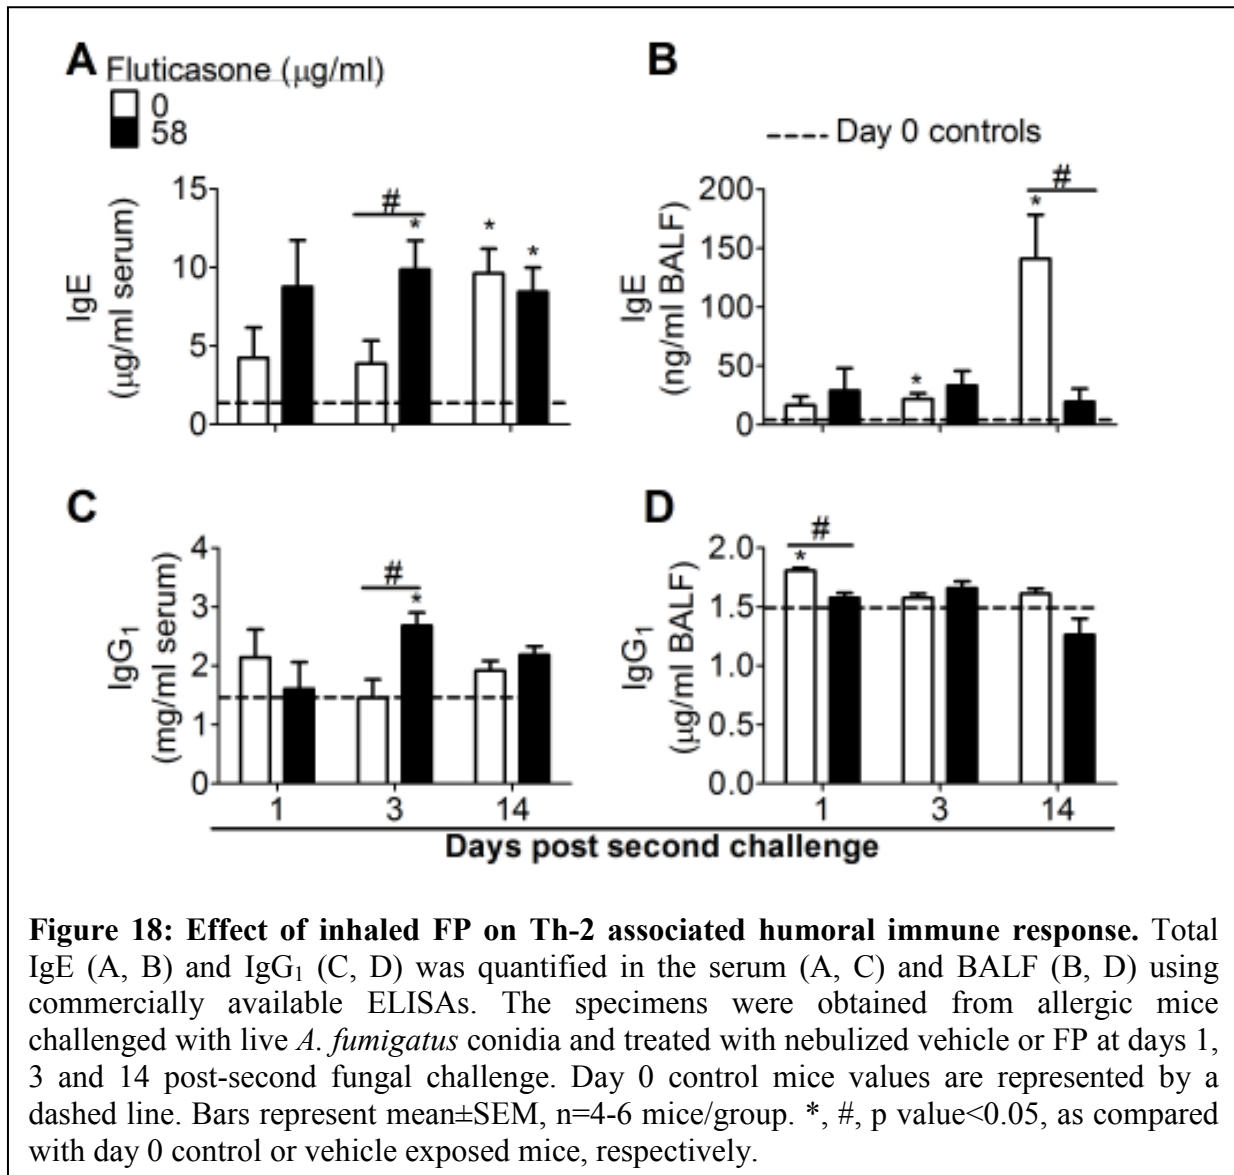 A
Fluticasone (μg/ml)
0
58
B
Day 0 controls
15
10
5
0
IgE
(μg/ml serum)
#
*
*
*
200
150
100
50
0
IgE
(ng/ml BALF)
*
*
#
C
4
3
2
1
0
IgG1
(mg/ml serum)
#
*
1 3 14
D
2.0
1.5
1.0
0.5
0.0
IgG1
(μg/ml BALF)
#
*
1 3 14
Days post second challenge
Figure 18: Effect of inhaled FP on Th-2 associated humoral immune response. Total
IgE (A, B) and IgG1 (C, D) was quantified in the serum (A, C) and BALF (B, D) using
commercially available ELISAs. The specimens were obtained from allergic mice
challenged with live A. fumigatus conidia and treated with nebulized vehicle or FP at days 1,
3 and 14 post-second fungal challenge. Day 0 control mice values are represented by a
dashed line. Bars represent mean±SEM, n=4-6 mice/group. *, #, p value<0.05, as compared
with day 0 control or vehicle exposed mice, respectively.